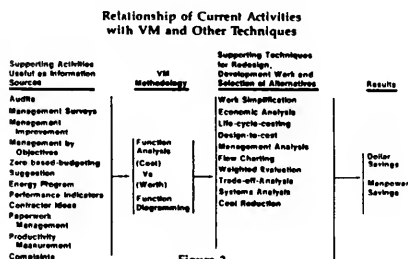 Relationship of Current Activities
with VM and Other Techniques
Supporting Activities
Useful as Information
Sources
Audits
Management Surveys
Management
Improvement
Management by
Objectives
Zero based-budgeting
Suggestion
Energy Program
Performance Indicators
Contractor Ideas
Paperwork
Management
Productivity
Measurement
Complaints
VM
Methodology
Function
Analysis
(Cost)
Vs
(Worth)
Function
Diagramming
Supporting Techniques
for Redesign,
Development Work and
Selection of Alternatives
Work Simplification
Economic Analysis
Life-cycle-costing
Design-to-cost
Management Analysis
Flow Charting
Weighted Evaluation
Trade-off-Analysis
Systems Analysis
Cost Reduction
Results
Dollar
Savings
Manpower
Savings